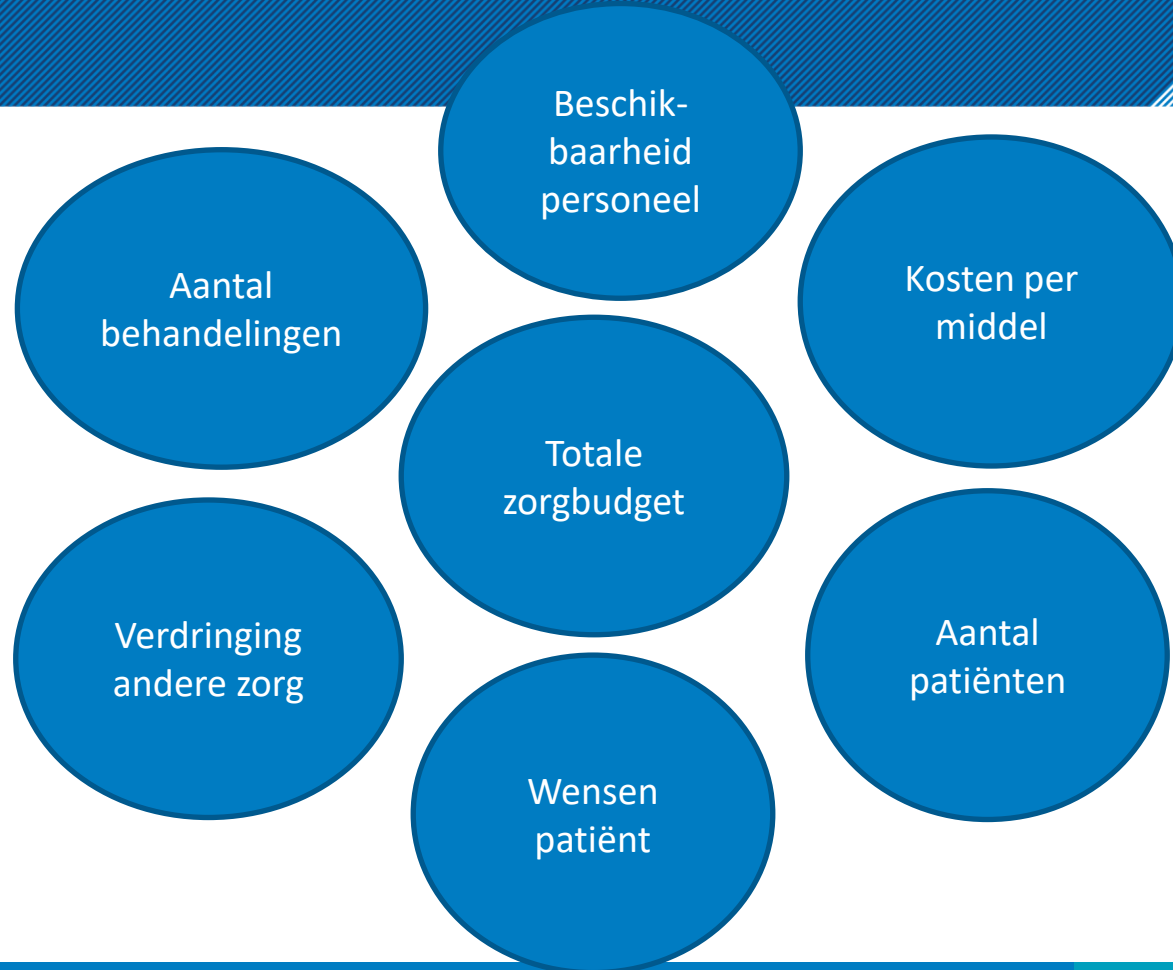 Beschik-
baarheid
personeel
Aantal
behandelingen
Kosten per
middel
Totale
zorgbudget
Verdringing
andere zorg
Aantal
patiënten
Wensen
patiënt